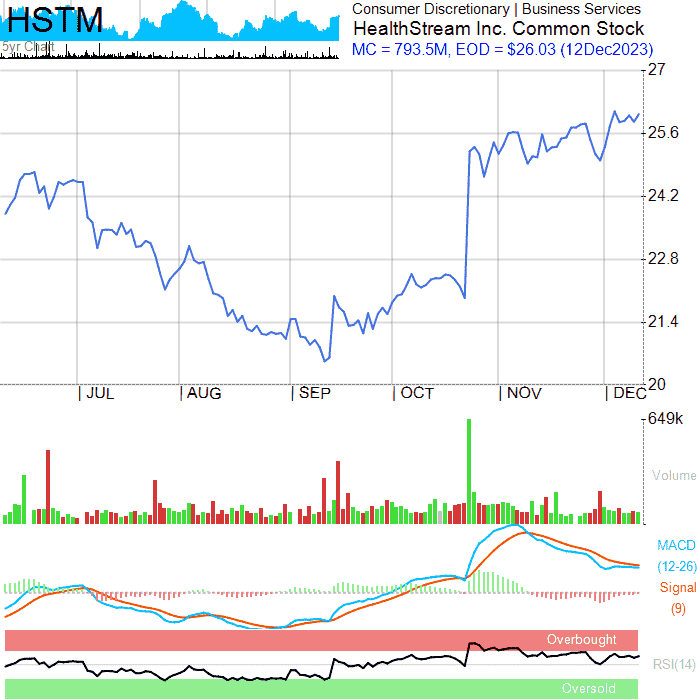 HSTM
5yr Chart
Consumer Discretionary | Business Services
HealthStream Inc. Common Stock
MC = 793.5M, EOD = $26.03 (12Dec2023)
27
25.6
24.2
22.8
21.4
20
JUL AUG SEP OCT NOV DEC
649k
Volume
MACD
(12-26)
Signal
(9)
Overbought
RSI(14)
Oversold